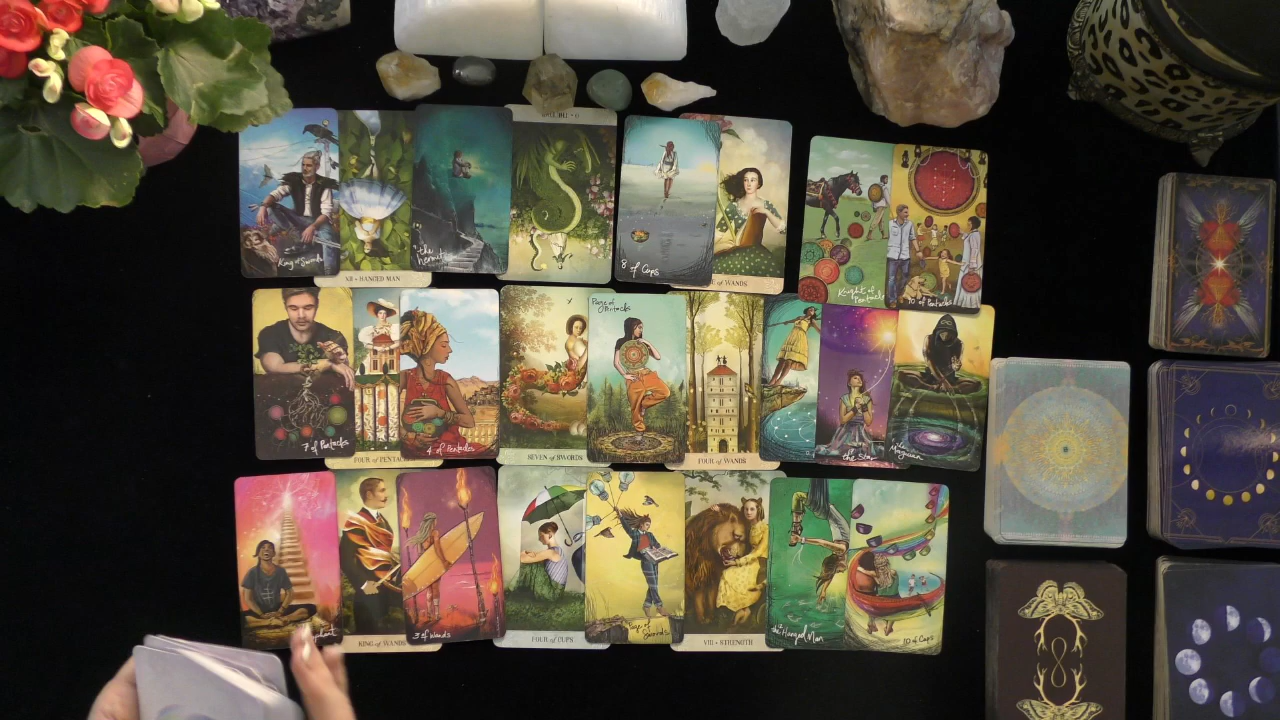 King of Swords
XII • HANGED MAN
the hermit
8 of Cups
OF WANDS
Knight of
Pentacles
10 of Pentacles
7 of Pentacles
FOUR OF PENTAC
4 of Pentacles
SEVEN of SWORDS
Page of
Pentacles
FOUR of WANDS
the Star
the
Magician
KING of WANDS
3 of Wands
FOUR of CUPS
Page of
Swords
VIII • STRENGTH
the Hanged Man
10 of Cups